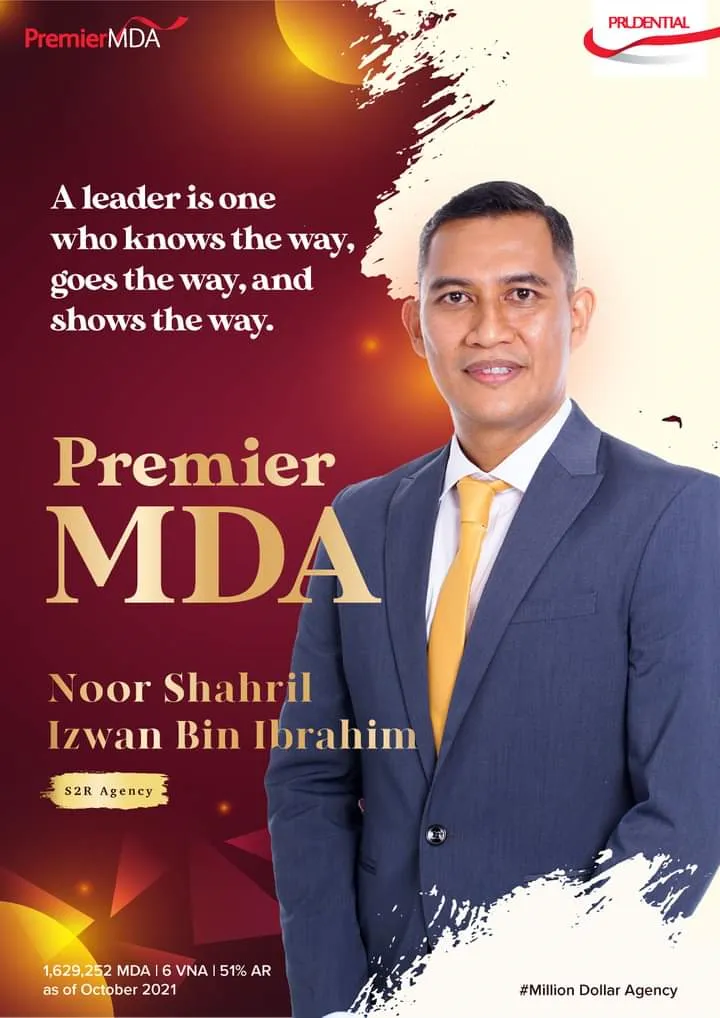 PremierMDA
PRUDENTIAL
A leader is one
who knows the way,
goes the way, and
shows the way.
Premier
MDA
Noor Shahril
Izwan Bin Ibrahim
S2R Agency
1,629,252 MDA | 6 VNA | 51% AR
as of October 2021
#Million Dollar Agency